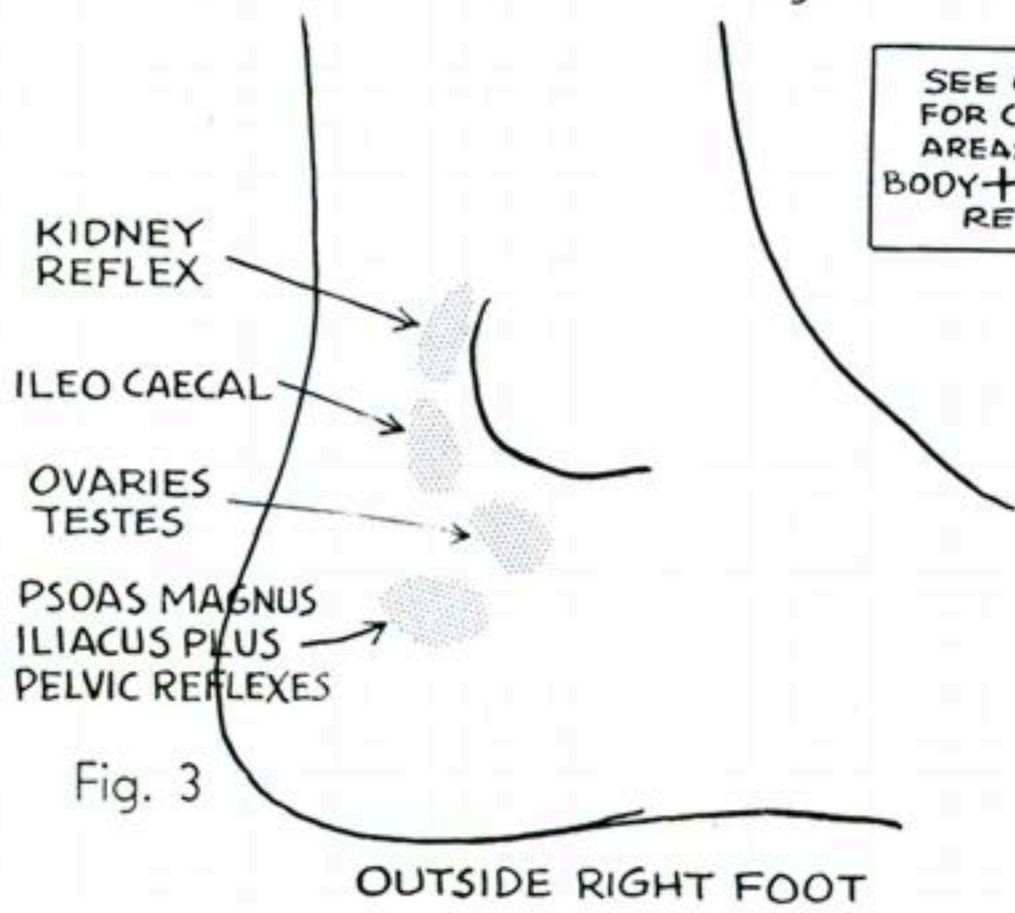 SEE
FOR
BODY +
KIDNEY
REFLEX
ILEO CAECAL
OVARIES
TESTES
PSOAS MAGNUS
ILIACUS PLUS
PELVIC REFLEXES
Fig. 3
OUTSIDE RIGHT FOOT